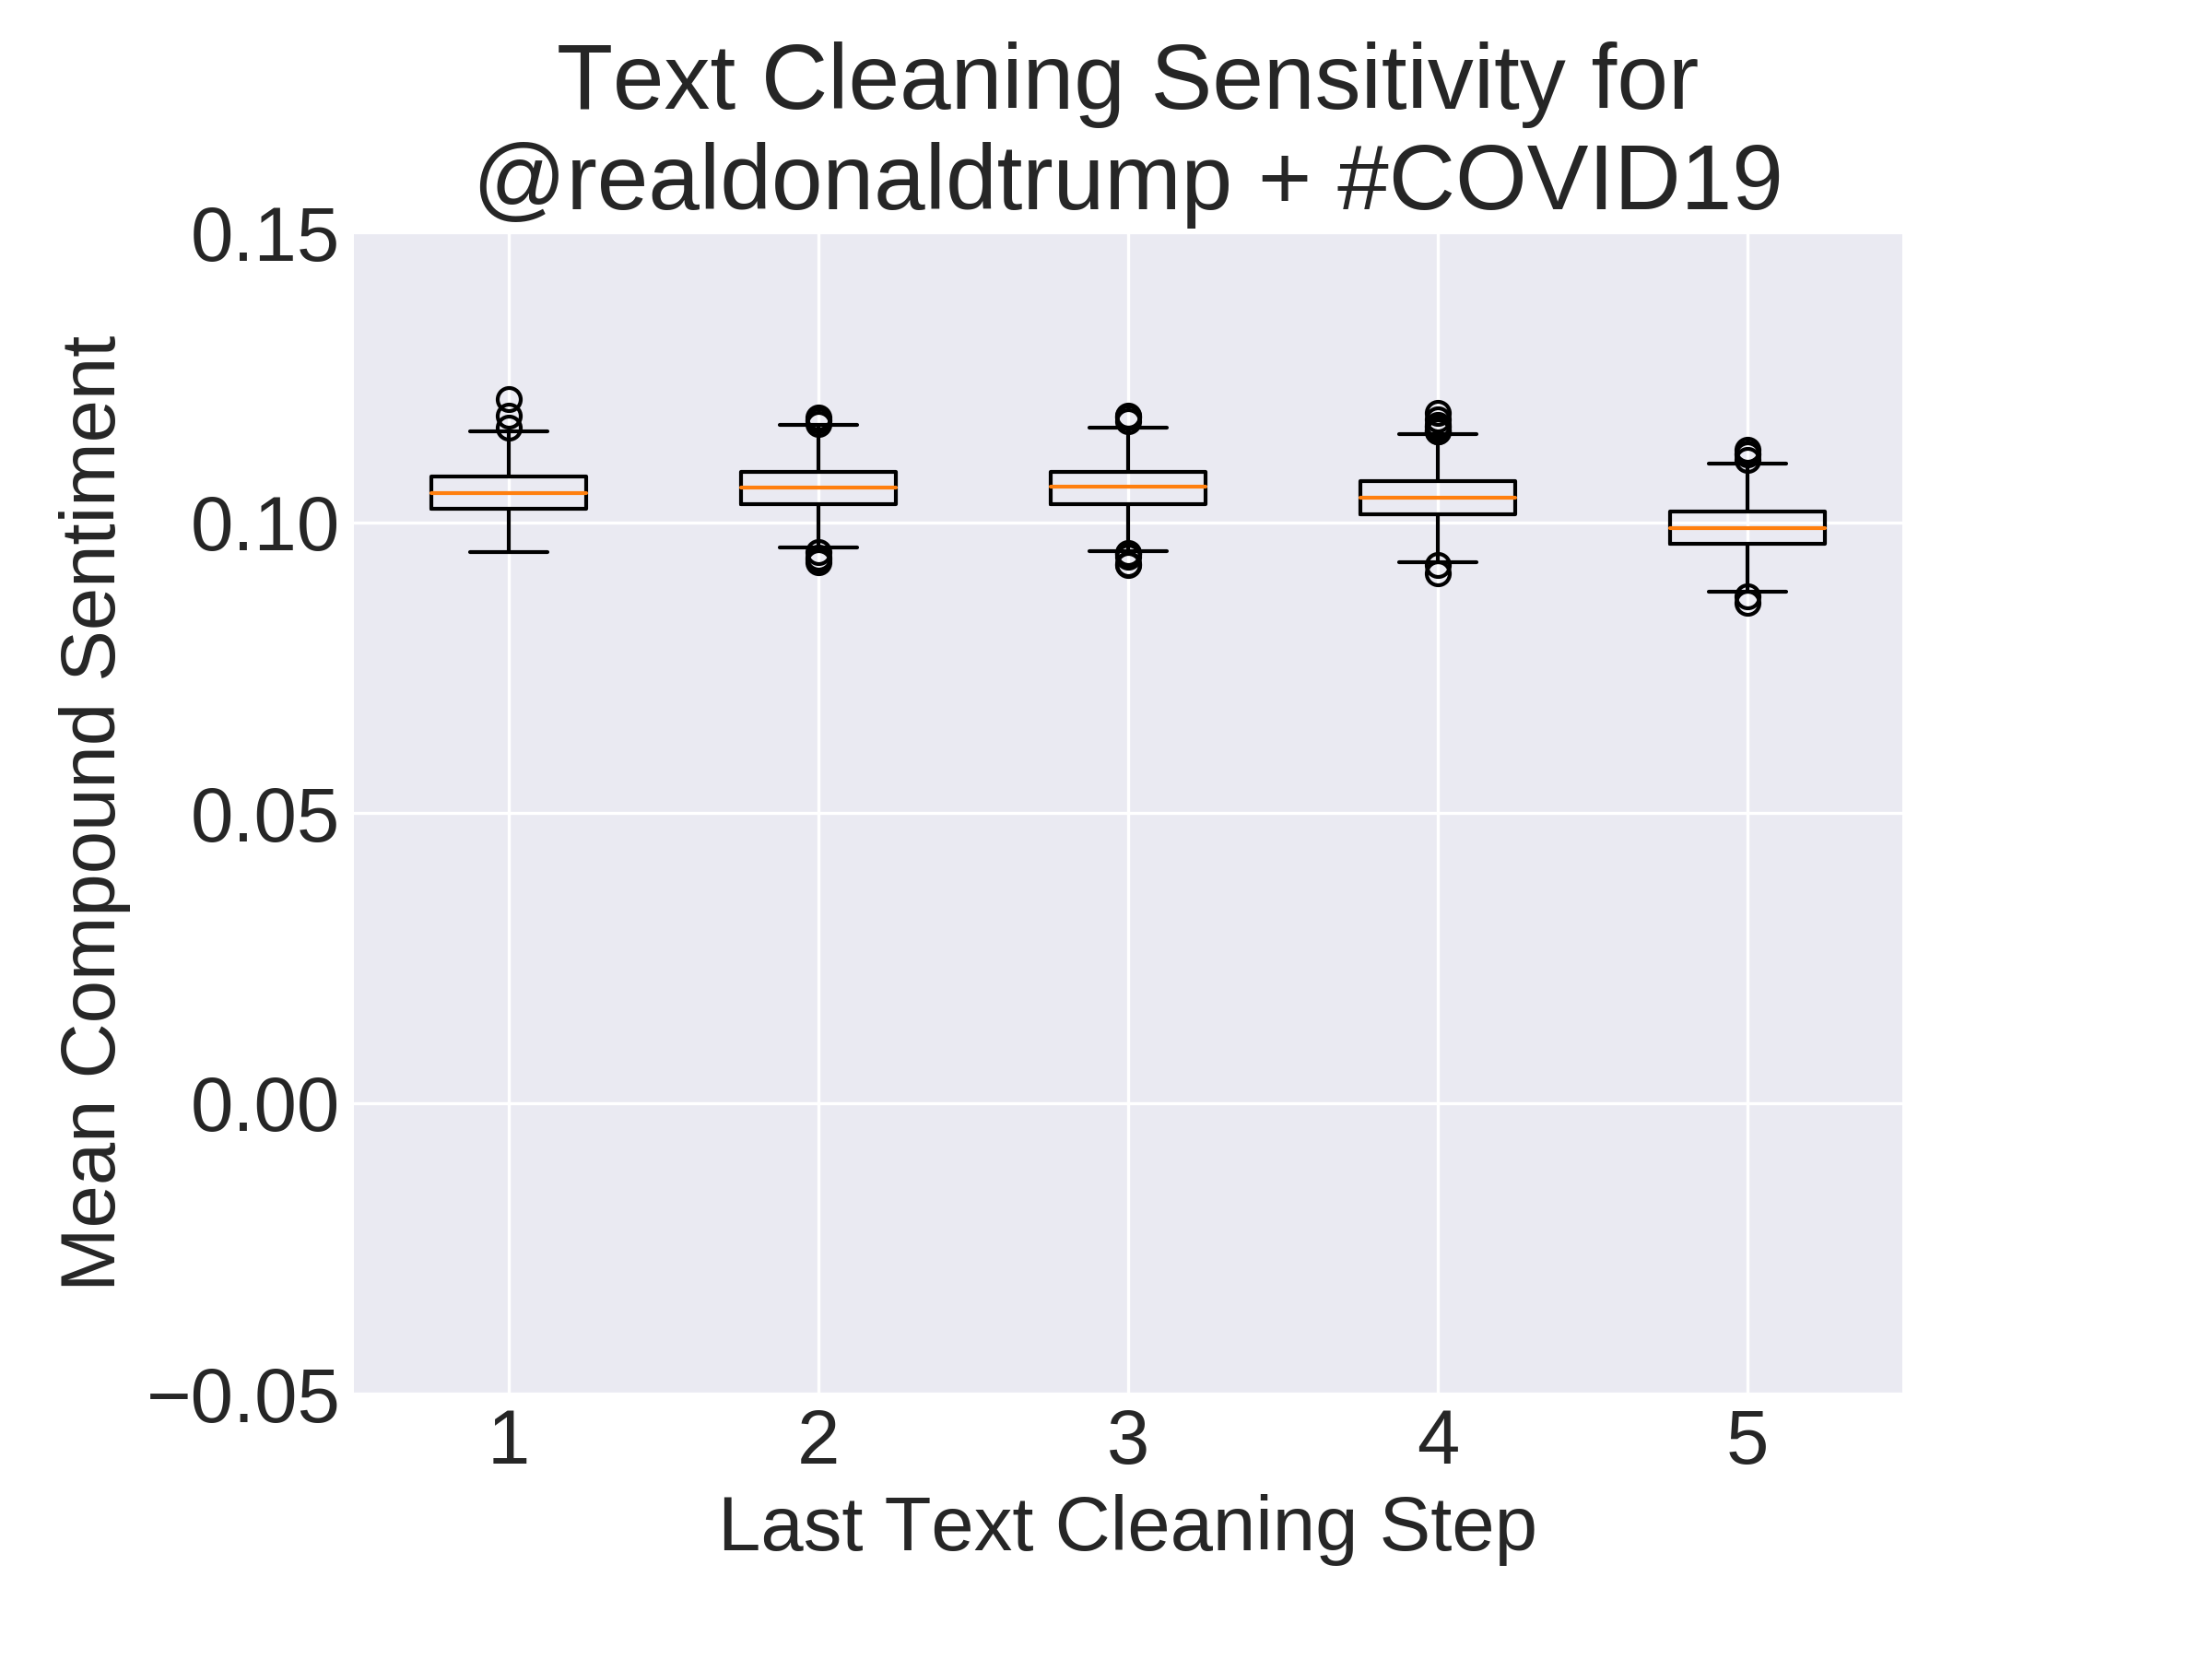 Text Cleaning Sensitivity for
@realdonaldtrump + #COVID19
0.15
0.10
0.05
0.00
−0.05
Mean Compound Sentiment
1 2 3 4 5
Last Text Cleaning Step